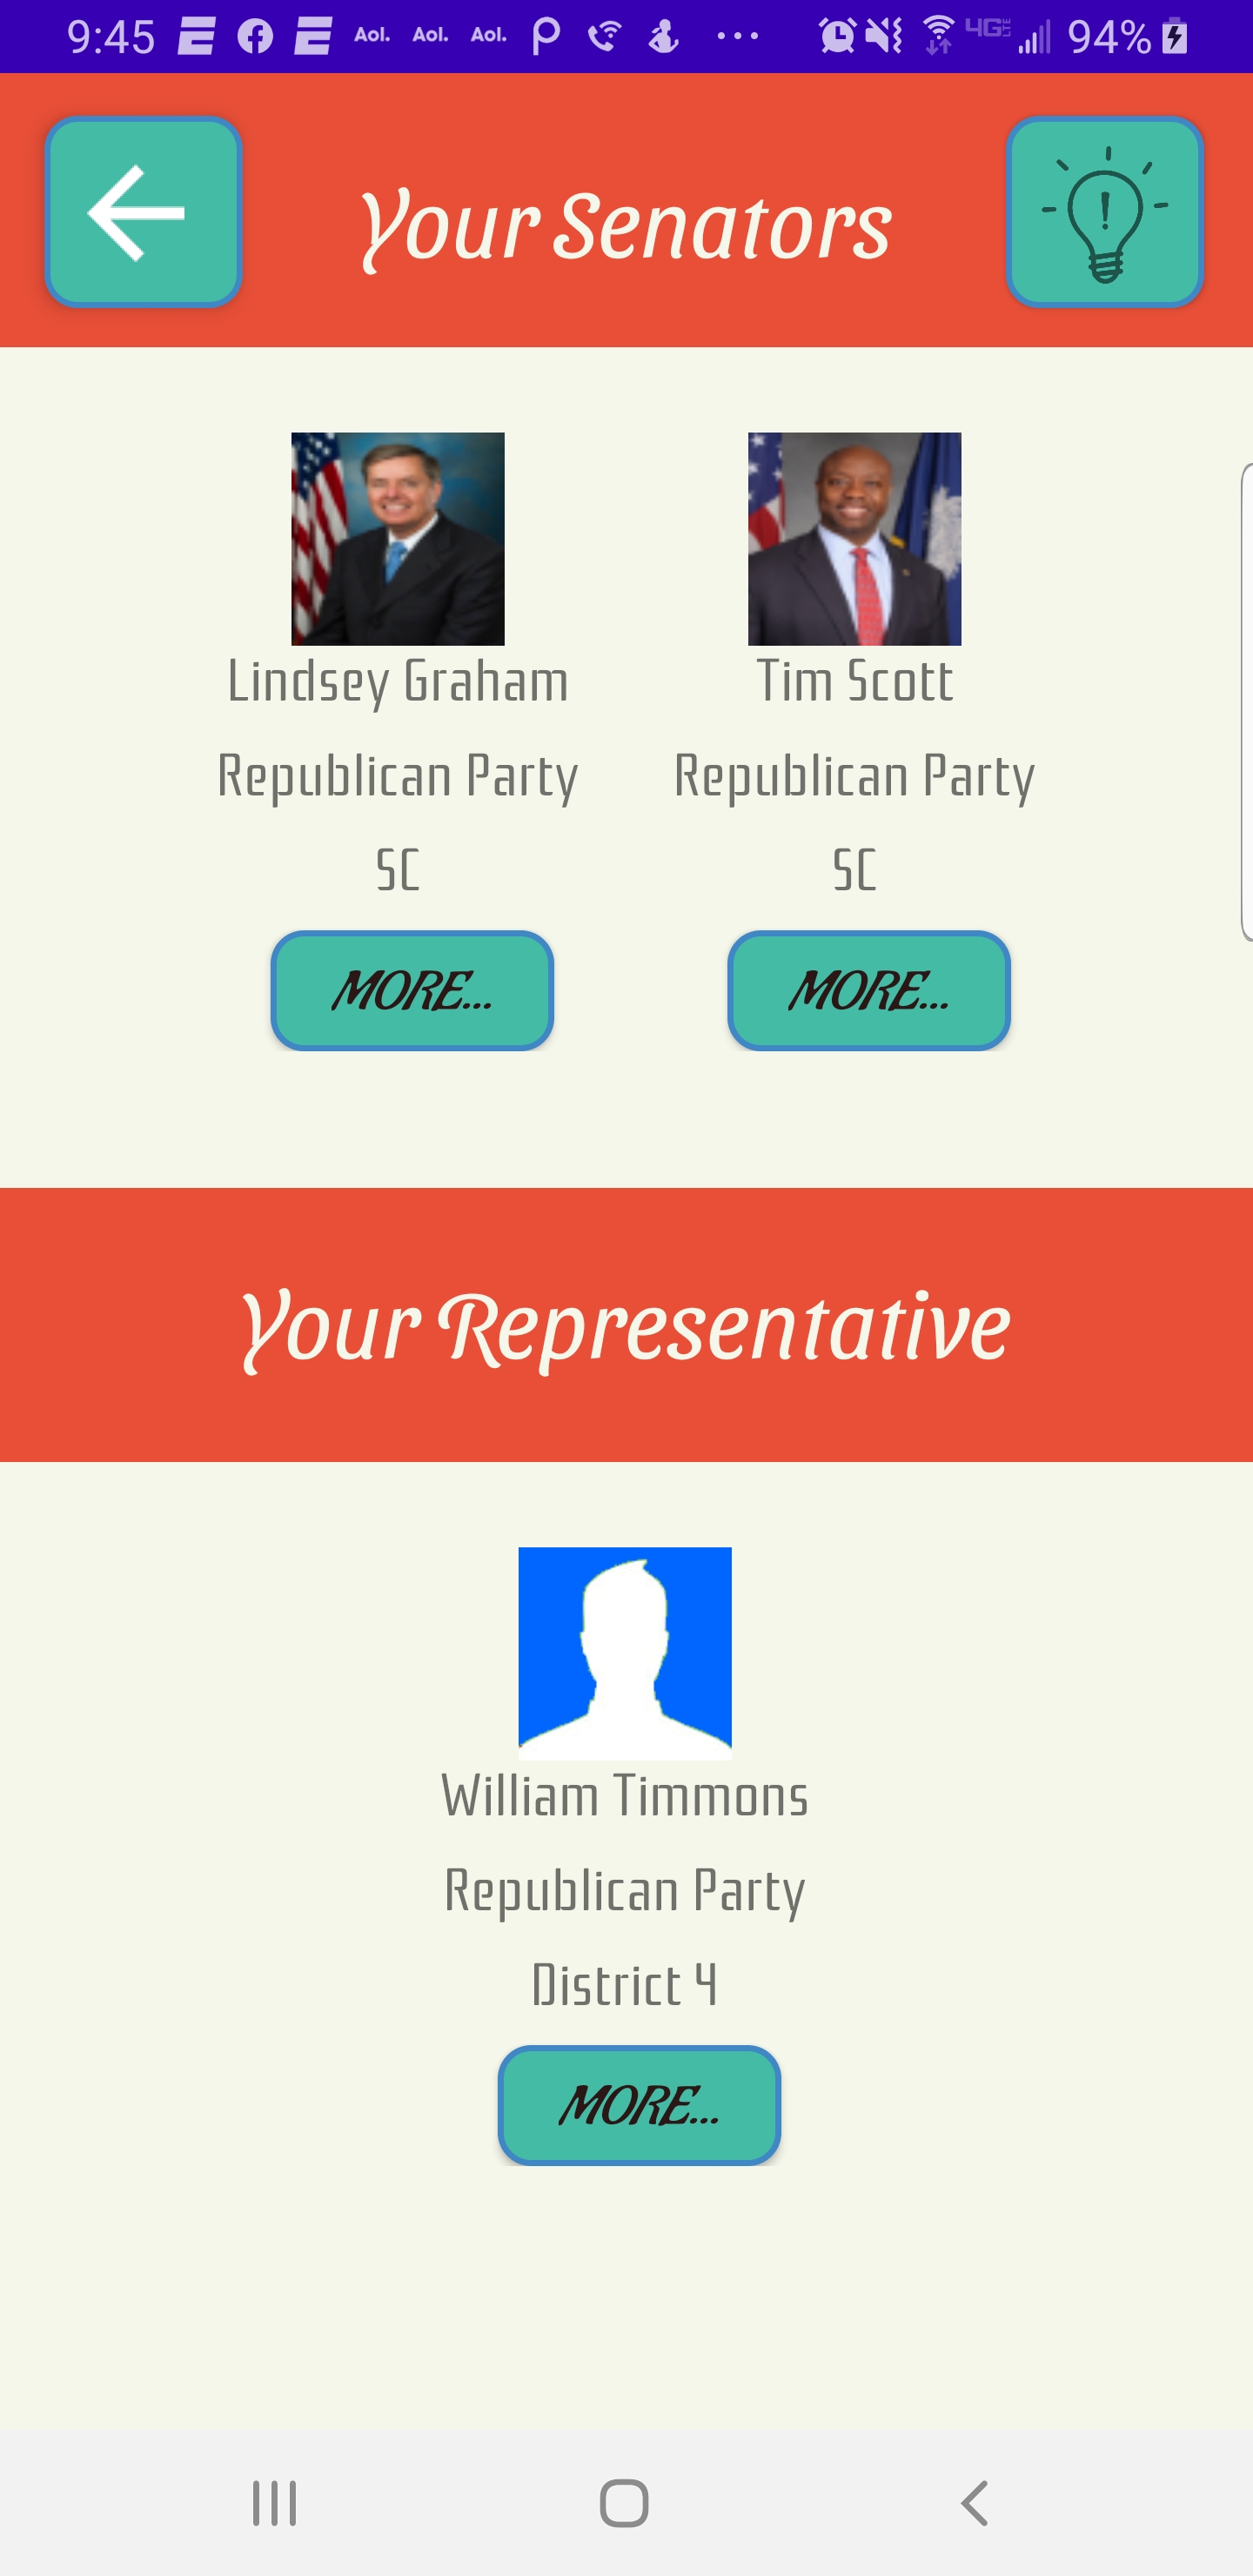 9:45 Aol. Aol. Aol. 4G 94%
Your Senators
Lindsey Graham
Republican Party
SC
MORE...
Tim Scott
Republican Party
SC
MORE...
Your Representative
William Timmons
Republican Party
District 4
MORE...